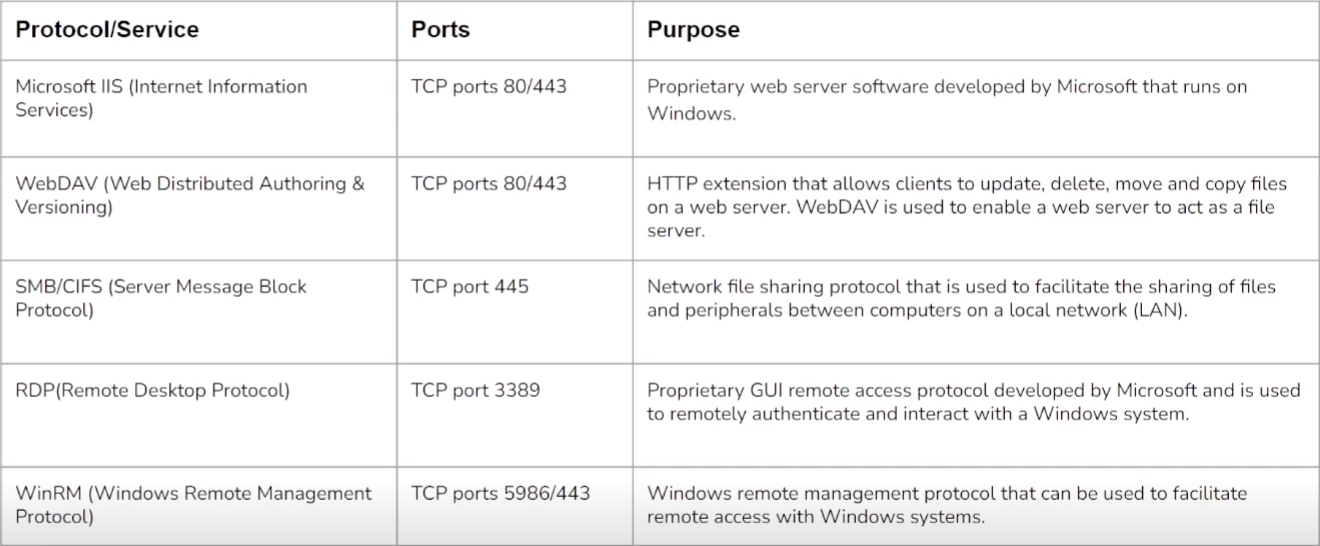 Protocol/Service
Ports
Purpose
Microsoft IIS (Internet Information
Services)
TCP ports 80/443
Proprietary web server software developed by Microsoft that runs on
Windows.
WebDAV (Web Distributed Authoring &
Versioning)
TCP ports 80/443
HTTP extension that allows clients to update, delete, move and copy files
on a web server. WebDAV is used to enable a web server to act as a file
server.
SMB/CIFS (Server Message Block
Protocol)
TCP port 445
Network file sharing protocol that is used to facilitate the sharing of files
and peripherals between computers on a local network (LAN).
RDP(Remote Desktop Protocol)
TCP port 3389
Proprietary GUI remote access protocol developed by Microsoft and is used
to remotely authenticate and interact with a Windows system.
WinRM (Windows Remote Management
Protocol)
TCP ports 5986/443
Windows remote management protocol that can be used to facilitate
remote access with Windows systems.